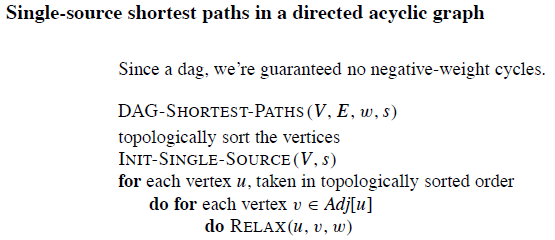 Single-source shortest paths in a directed acyclic graph
Since a dag, we're guaranteed no negative-weight cycles.
DAG-SHORTEST-PATHS(V, E, w, s)
topologically sort the vertices
INIT-SINGLE-SOURCE(V, s)
for each vertex u, taken in topologically sorted order
do for each vertex v ∈ Adj[u]
do RELAX(u, v, w)